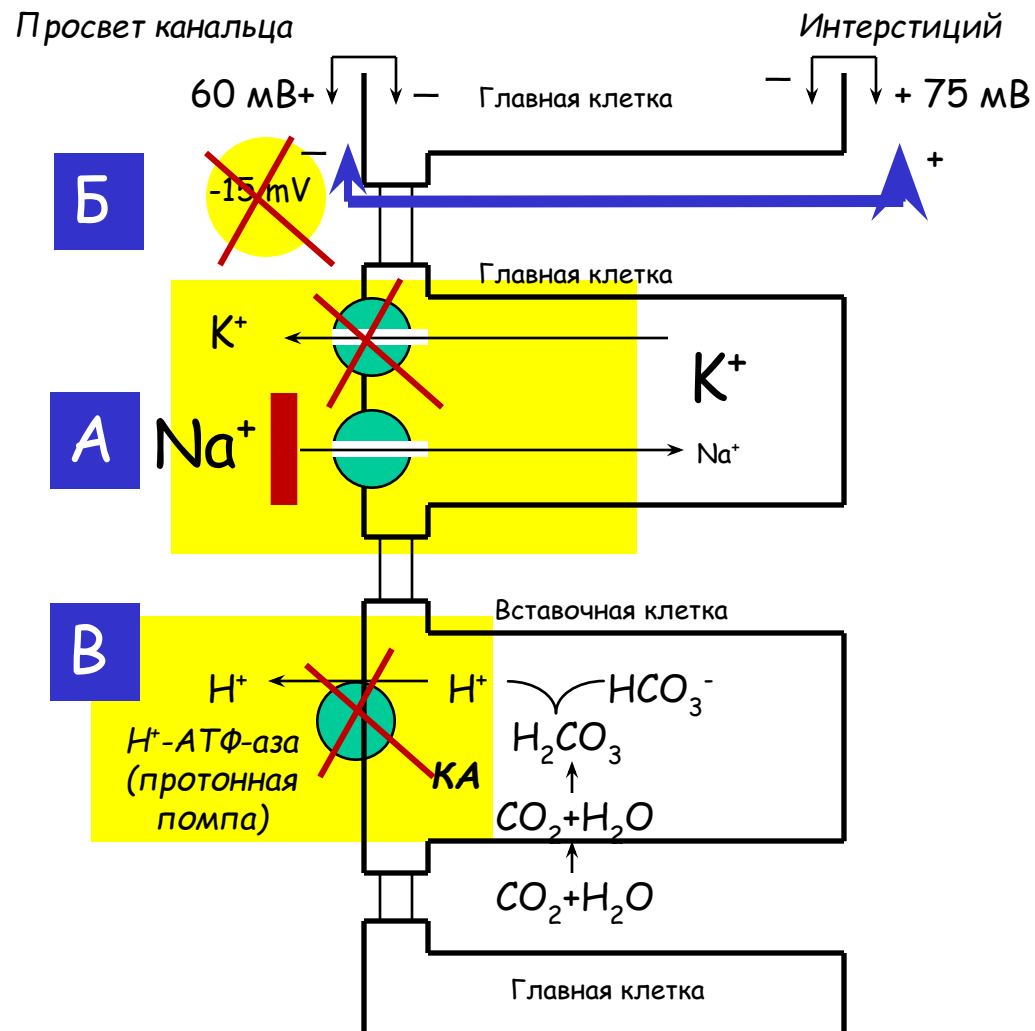 Просвет канальца
Интерстиций
60 мВ+
–
Главная клетка
–
+ 75 мВ
Б
-15 mV
–
+
Главная клетка
K⁺
K⁺
А
Na⁺
Na⁺
Вставочная клетка
В
H⁺
H⁺
HCO₃⁻
H⁺-АТФ-аза
(протонная
помпа)
H₂CO₃
КА
CO₂+H₂O
CO₂+H₂O
Главная клетка